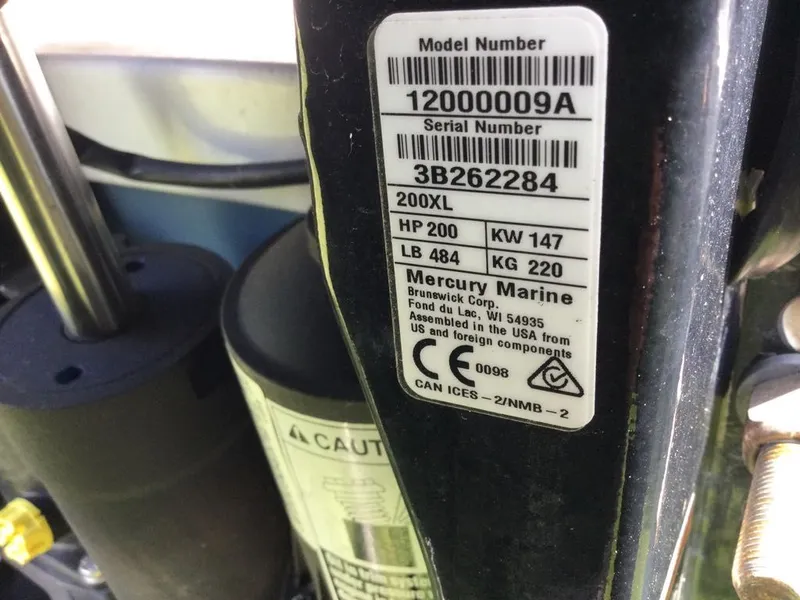 Model Number
12000009A
Serial Number
3B262284
200XL
HP 200 KW 147
LB 484 KG 220
Mercury Marine
Brunswick Corp.
Fond du Lac, WI 54935
Assembled in the USA from
US and foreign components
CE 0098
CAN ICES-2/NMB-2
CAUT